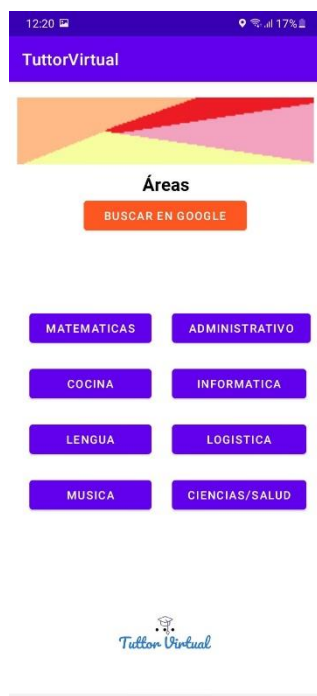 12:20 17%
TuttorVirtual
Áreas
BUSCAR EN GOOGLE
MATEMATICAS ADMINISTRATIVO
COCINA INFORMATICA
LENGUA LOGISTICA
MUSICA CIENCIAS/SALUD
Tuttor Virtual